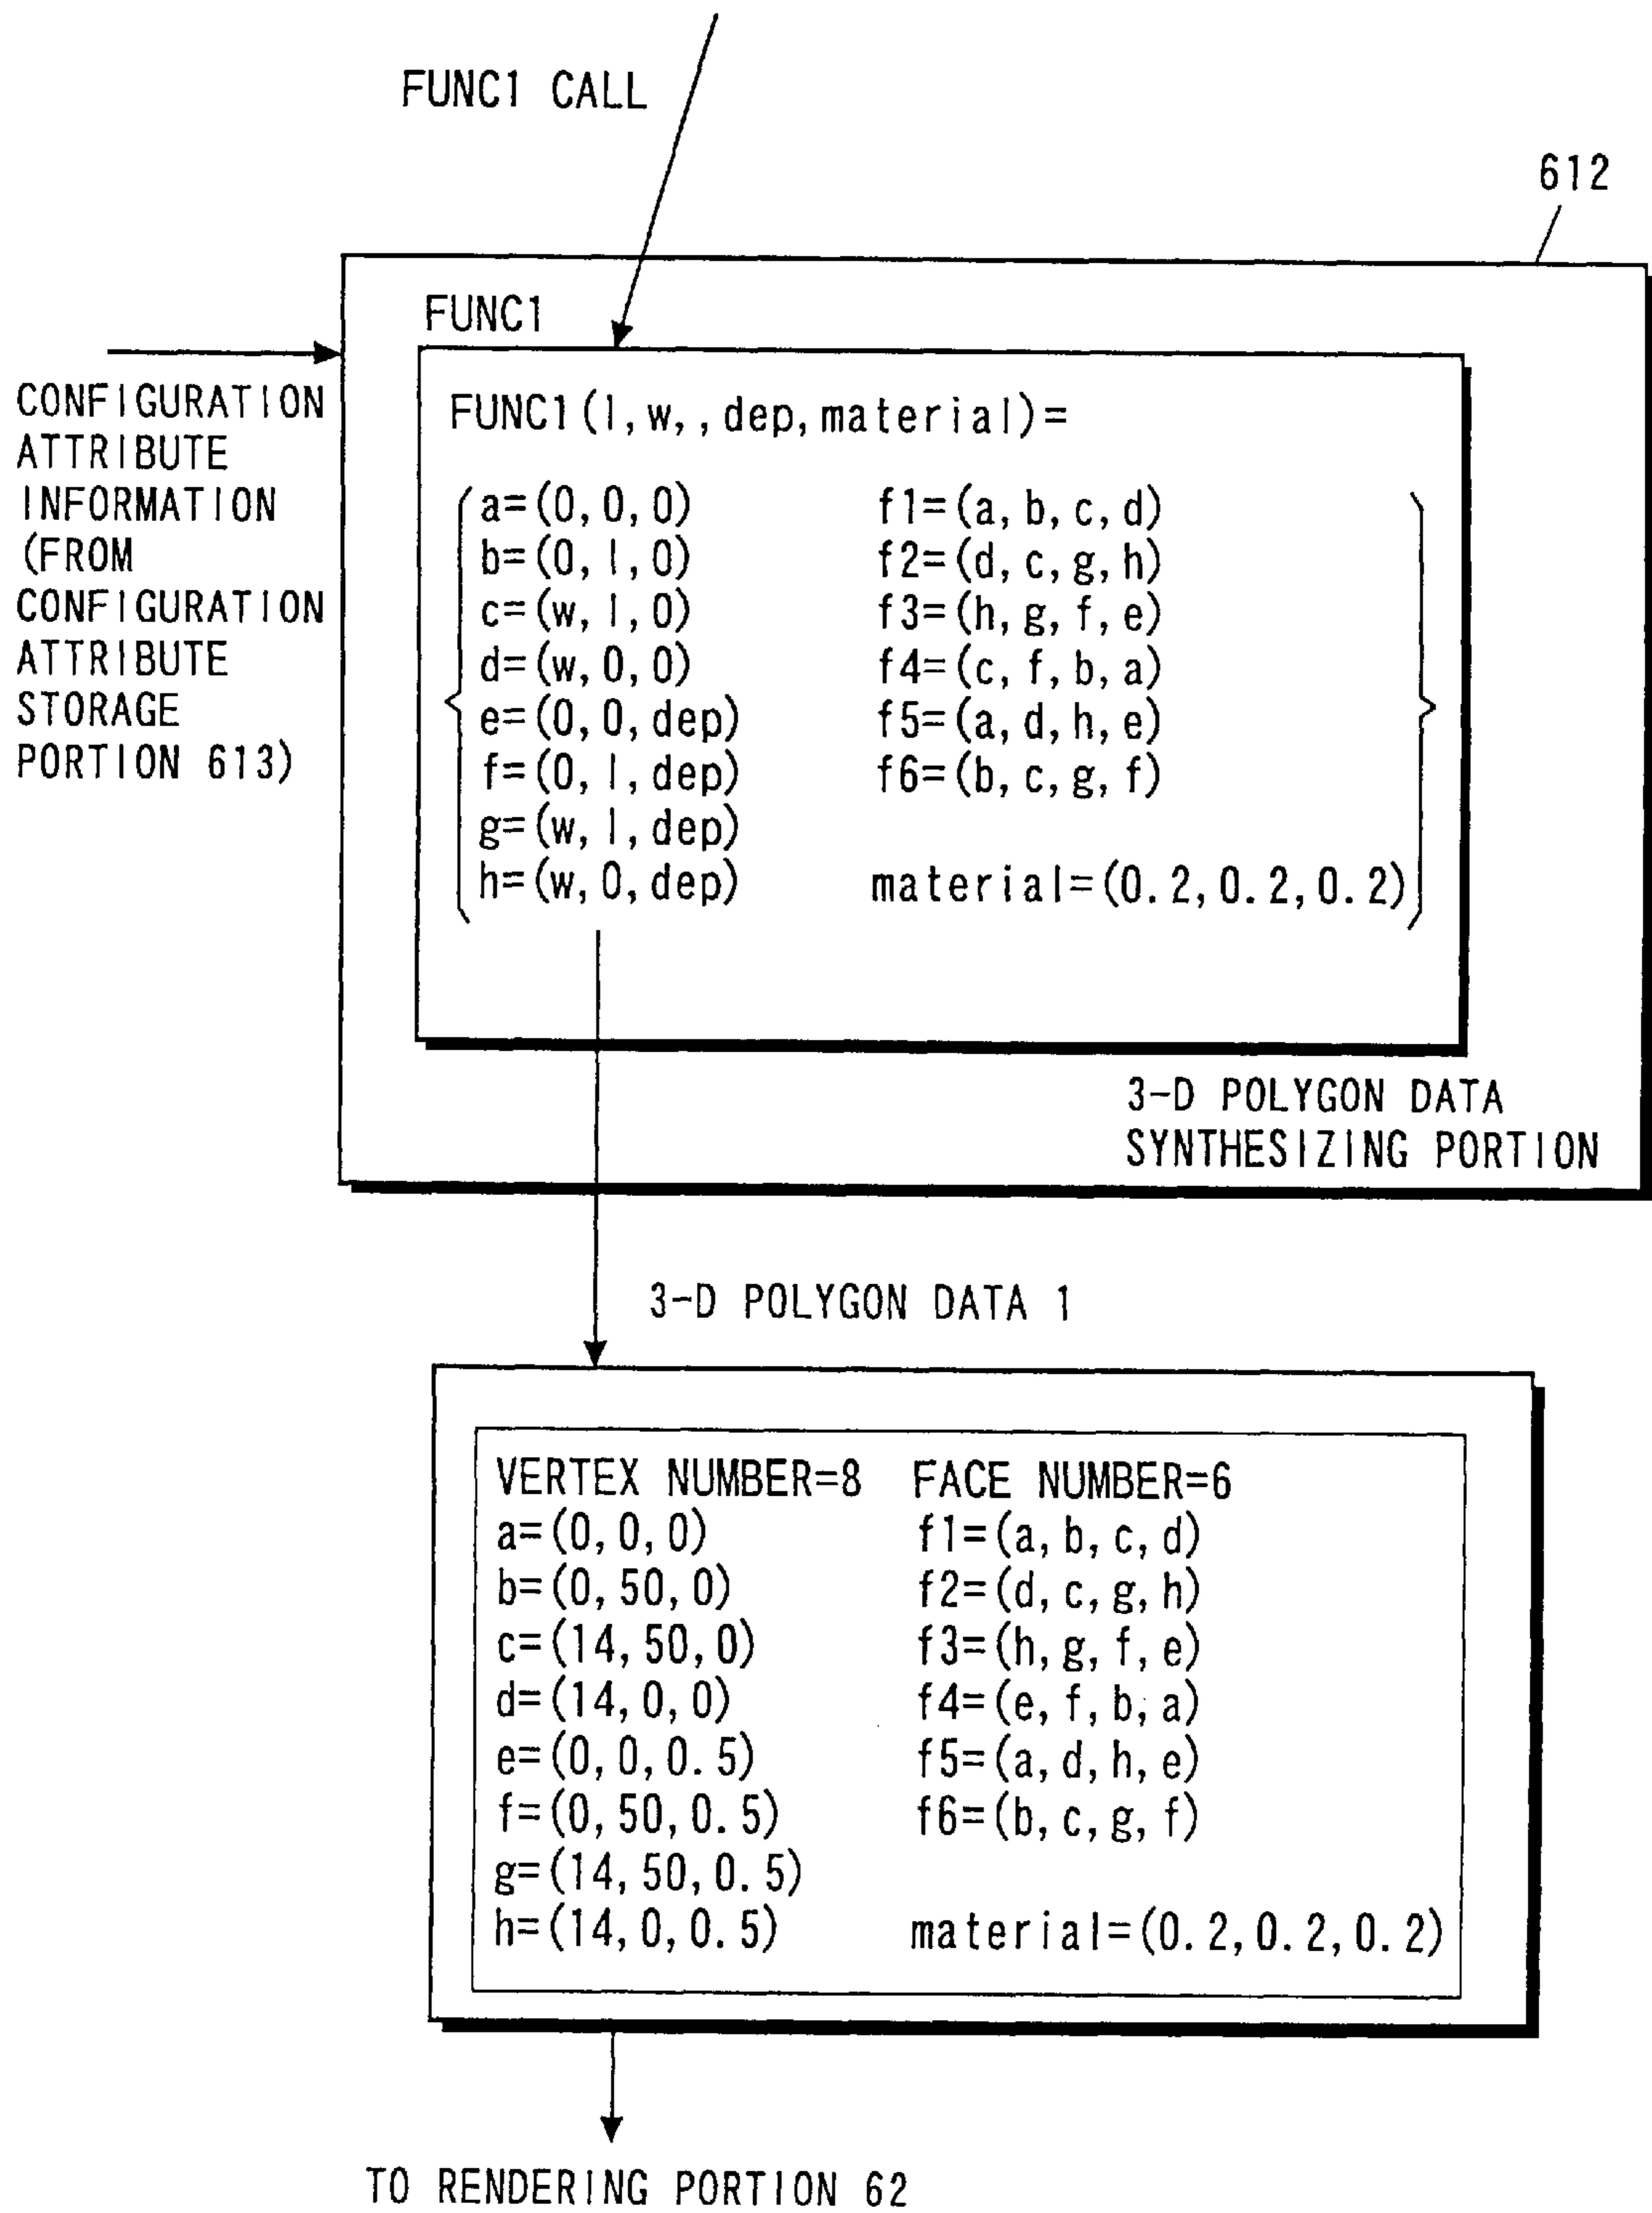 FUNC1 CALL
612
CONFIGURATION
ATTRIBUTE
INFORMATION
(FROM
CONFIGURATION
ATTRIBUTE
STORAGE
PORTION 613)
FUNC1
FUNC1(l, w, , dep, material)=
a=(0, 0, 0)
b=(0, l, 0)
c=(w, l, 0)
d=(w, 0, 0)
e=(0, 0, dep)
f=(0, l, dep)
g=(w, l, dep)
h=(w, 0, dep)
f1=(a, b, c, d)
f2=(d, c, g, h)
f3=(h, g, f, e)
f4=(c, f, b, a)
f5=(a, d, h, e)
f6=(b, c, g, f)
material=(0.2, 0.2, 0.2)
3-D POLYGON DATA
SYNTHESIZING PORTION
3-D POLYGON DATA 1
VERTEX NUMBER=8
a=(0, 0, 0)
b=(0, 50, 0)
c=(14, 50, 0)
d=(14, 0, 0)
e=(0, 0, 0.5)
f=(0, 50, 0.5)
g=(14, 50, 0.5)
h=(14, 0, 0.5)
FACE NUMBER=6
f1=(a, b, c, d)
f2=(d, c, g, h)
f3=(h, g, f, e)
f4=(e, f, b, a)
f5=(a, d, h, e)
f6=(b, c, g, f)
material=(0.2, 0.2, 0.2)
TO RENDERING PORTION 62